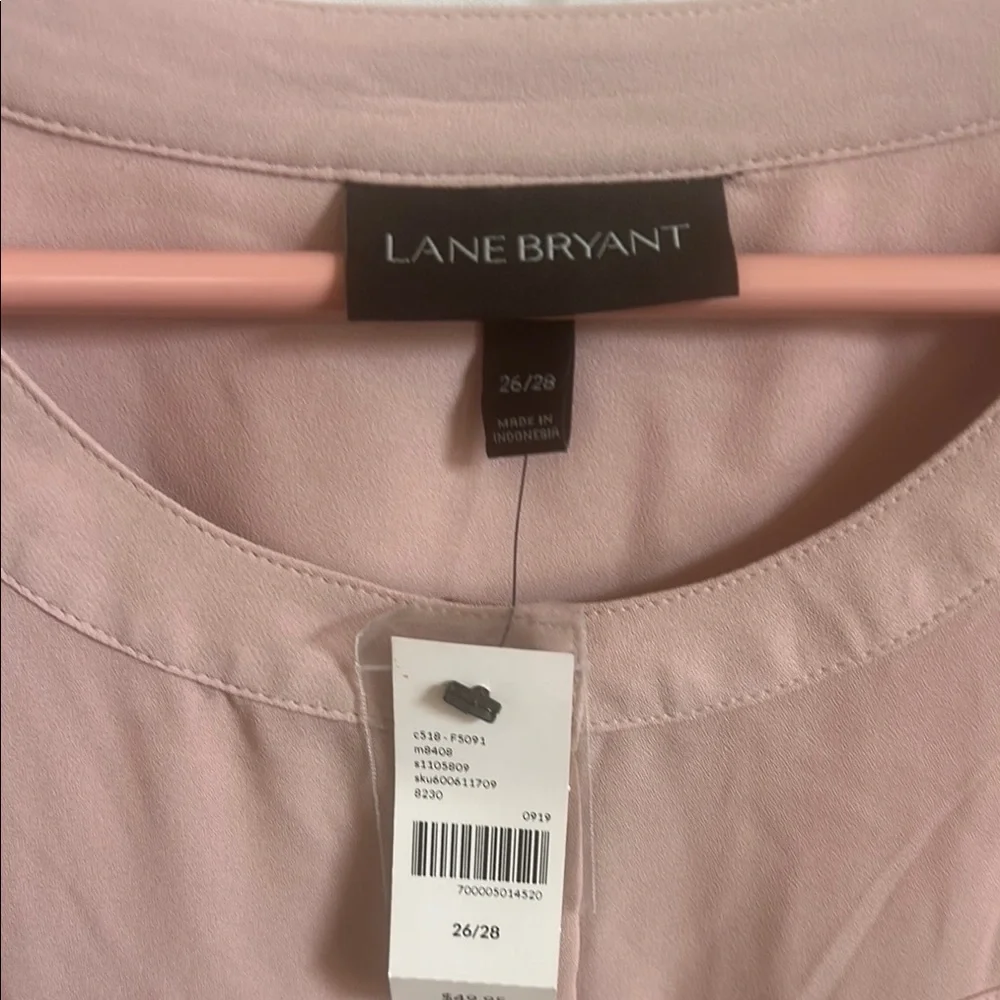 LANE BRYANT
26/28
MADE IN
INDONESIA
c518-F5091
m8408
s1105809
sku600611709
8230
0919
700005014520
26/28